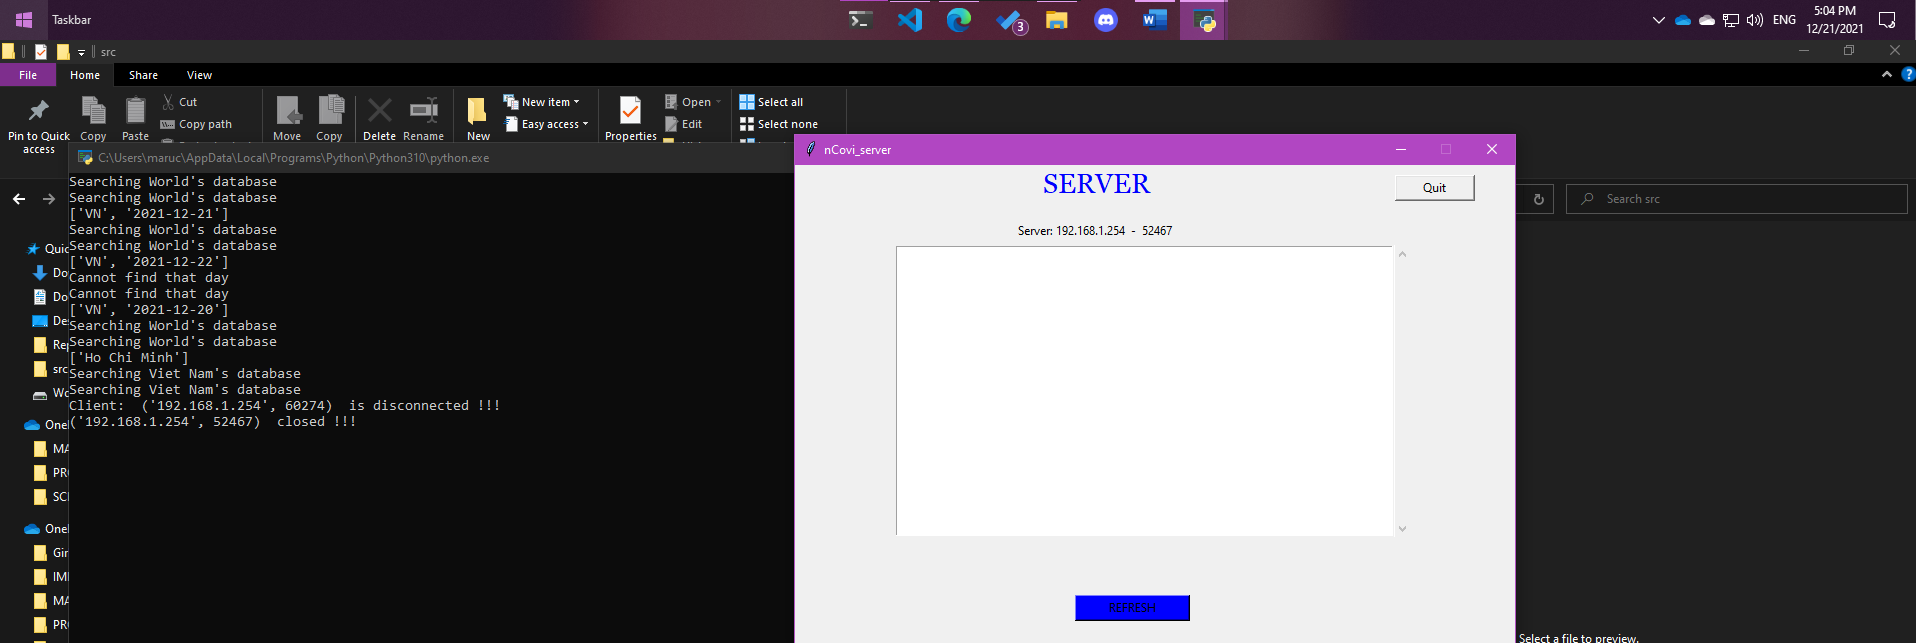 Taskbar
3
ENG
5:04 PM
12/21/2021
src
File
Home
Share
View
Pin to Quick
access
Copy
Paste
Cut
Copy path
Move
Copy
Delete
Rename
New
New item
Easy access
Properties
Open
Edit
Select all
Select none
C:\Users\maruc\AppData\Local\Programs\Python\Python310\python.exe
Searching World's database
Searching World's database
['VN', '2021-12-21']
Searching World's database
Searching World's database
['VN', '2021-12-22']
Cannot find that day
Cannot find that day
['VN', '2021-12-20']
Searching World's database
Searching World's database
['Ho Chi Minh']
Searching Viet Nam's database
Searching Viet Nam's database
Client:  ('192.168.1.254', 60274)  is disconnected !!!
('192.168.1.254', 52467)  closed !!!
Quic
Do
Do
De
Rep
src
Wo
One
MA
PR
SC
One
Gir
IM
MA
PR
nCovi_server
SERVER
Quit
Server: 192.168.1.254  -  52467
REFRESH
Search src
Select a file to preview.